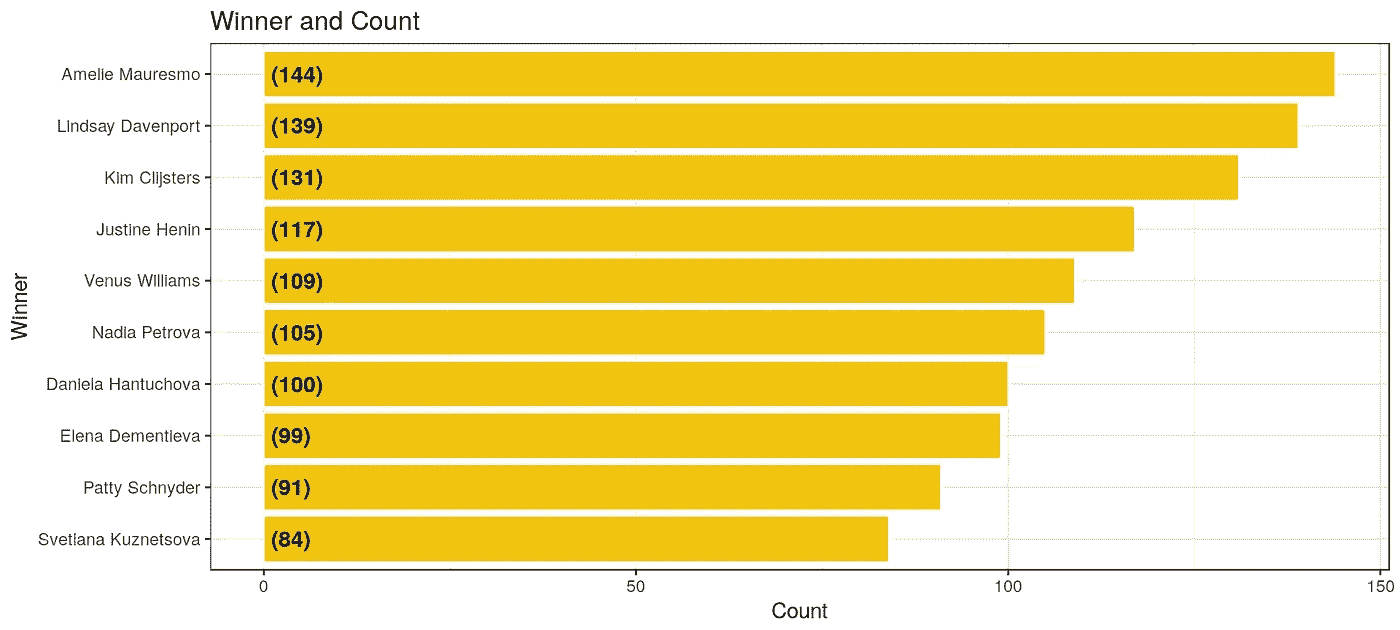 Winner and Count
Winner
Amelie Mauresmo (144)
Lindsay Davenport (139)
Kim Clijsters (131)
Justine Henin (117)
Venus Williams (109)
Nadia Petrova (105)
Daniela Hantuchova (100)
Elena Dementieva (99)
Patty Schnyder (91)
Svetlana Kuznetsova (84)
0 50 100 150
Count